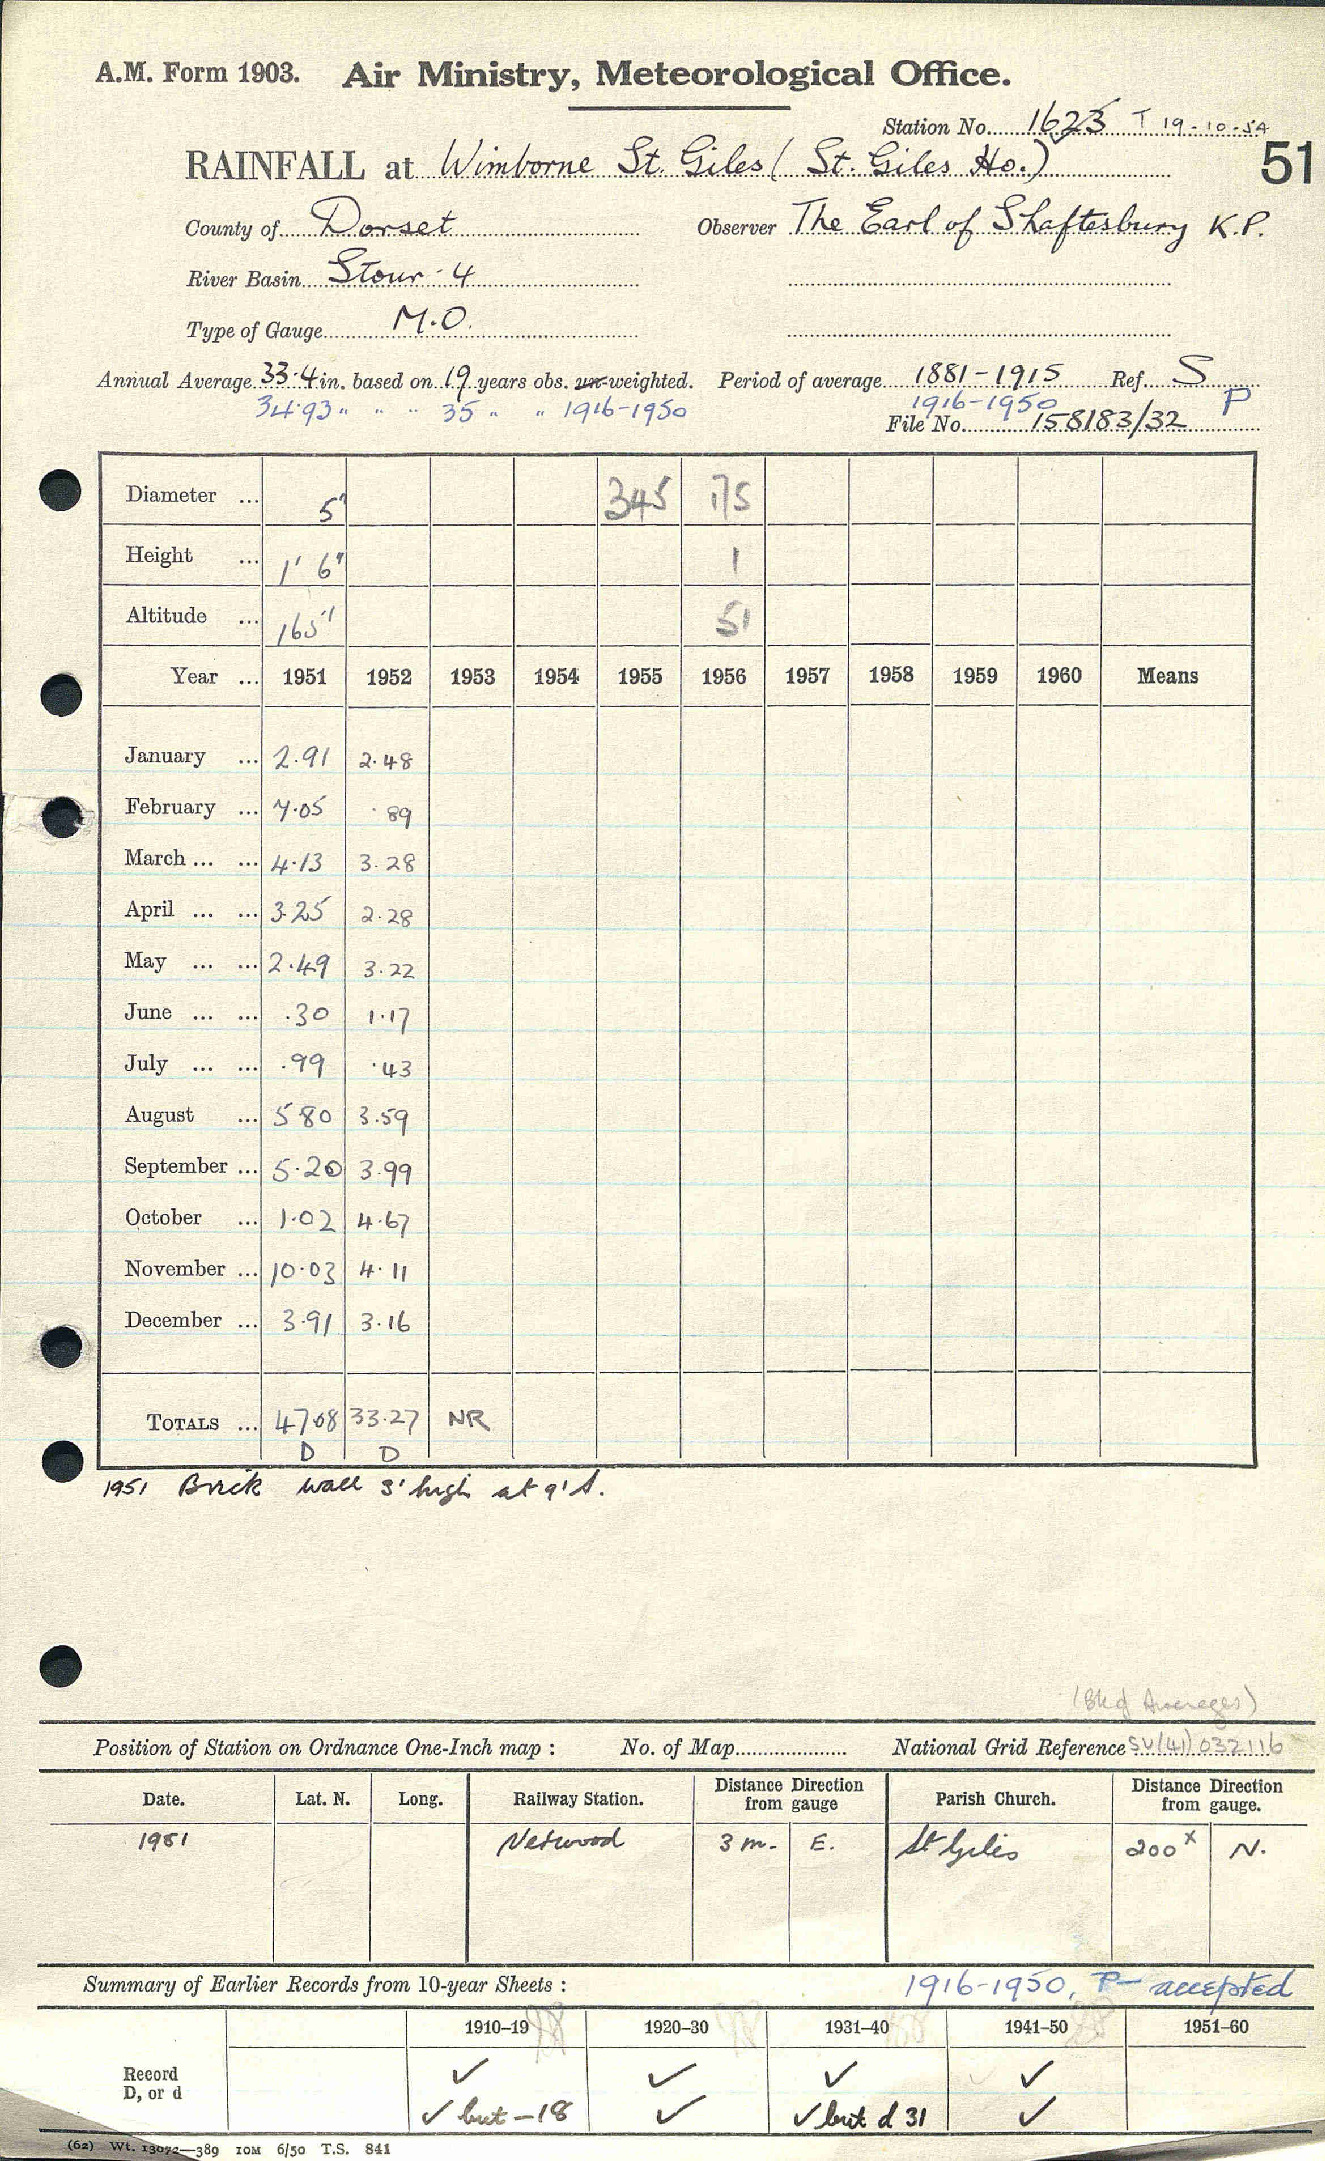 A.M. Form 1903. Air Ministry, Meteorological Office.
Station No. 1623 T 19-10-54
RAINFALL at Wimborne St. Giles (St. Giles Ho.) 51
County of Dorset Observer The Earl of Shaftesbury K.P.
River Basin Stour - 4
Type of Gauge M.O.
Annual Average 33.4 in. based on 19 years obs. un-weighted. Period of average 1881-1915 Ref. S
34.93 " " " 35 " " 1916-1950 1916-1950 P
File No. 158183/32
Diameter ... 5" 345 175
Height ... 1' 6" 1
Altitude ... 165' 51
Year ... 1951 1952 1953 1954 1955 1956 1957 1958 1959 1960 Means
January ... 2.91 2.48
February ... 7.05 .89
March ... ... 4.13 3.28
April ... ... 3.25 2.28
May ... ... 2.49 3.22
June ... ... .30 1.17
July ... ... .99 .43
August ... 5 80 3.59
September ... 5.20 3.99
October ... 1.02 4.67
November ... 10.03 4.11
December ... 3.91 3.16
TOTALS ... 47.08 33.27 NR
D D
1951 Brick wall 3' high at 9' S.
(Bkd Averages)
Position of Station on Ordnance One-Inch map : No. of Map National Grid Reference SU(41) 032116
Date. Lat. N. Long. Railway Station. Distance from Direction gauge Parish Church. Distance from Direction gauge.
1951 Verwood 3 m. E. St Giles 200 x N.
Summary of Earlier Records from 10-year Sheets : 1916-1950, P- accepted
1910–19 1920–30 1931–40 1941–50 1951–60
Record ✓ ✓ ✓ ✓
D, or d ✓ but -18 ✓ ✓ but d 31 ✓
(62) Wt. 13072—389 10M 6/50 T.S. 841